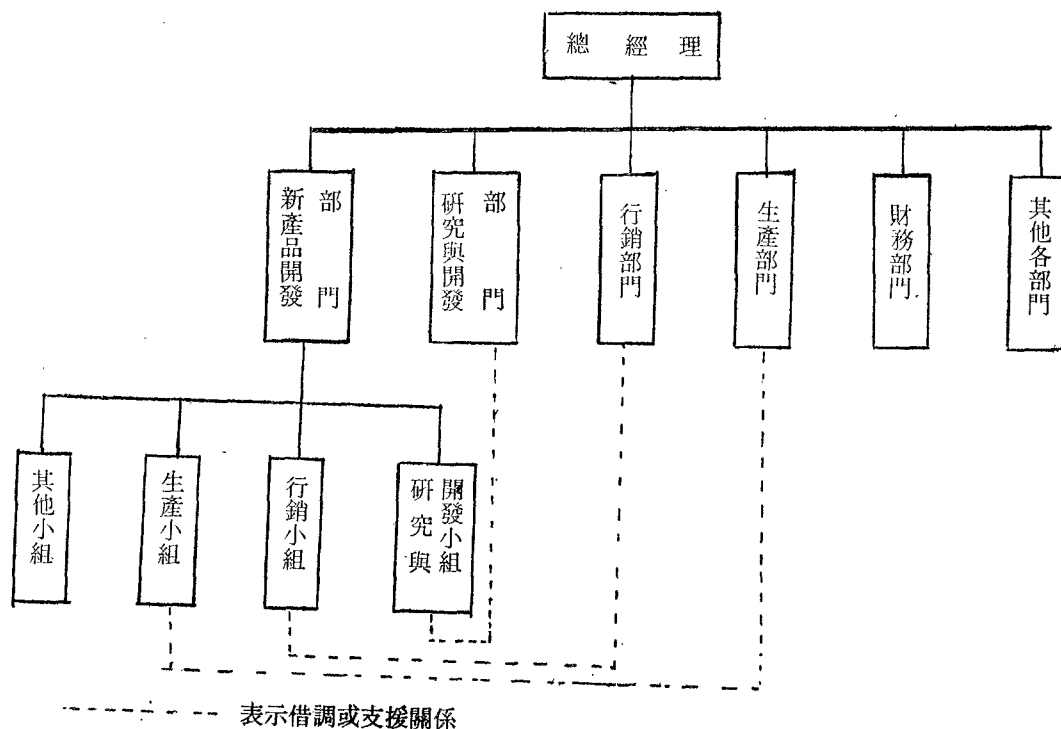 總經理
新產品開發
部門
研究與開發
部門
行銷部門
生產部門
財務部門
其他各部門
其他小組
生產小組
行銷小組
研究與
開發小組
表示借調或支援關係